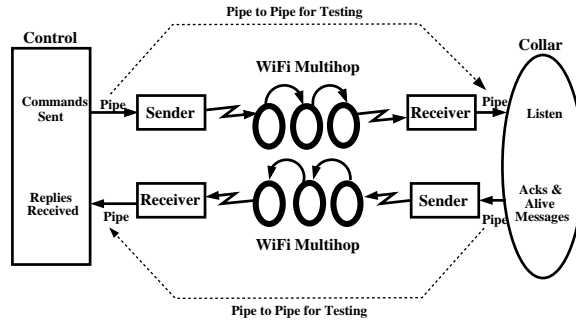 Pipe to Pipe for Testing
Control
Collar
WiFi Multihop
Commands
Sent
Pipe
Sender
Receiver
Pipe
Listen
Replies
Received
Pipe
Receiver
Sender
Pipe
Acks &
Alive
Messages
WiFi Multihop
Pipe to Pipe for Testing